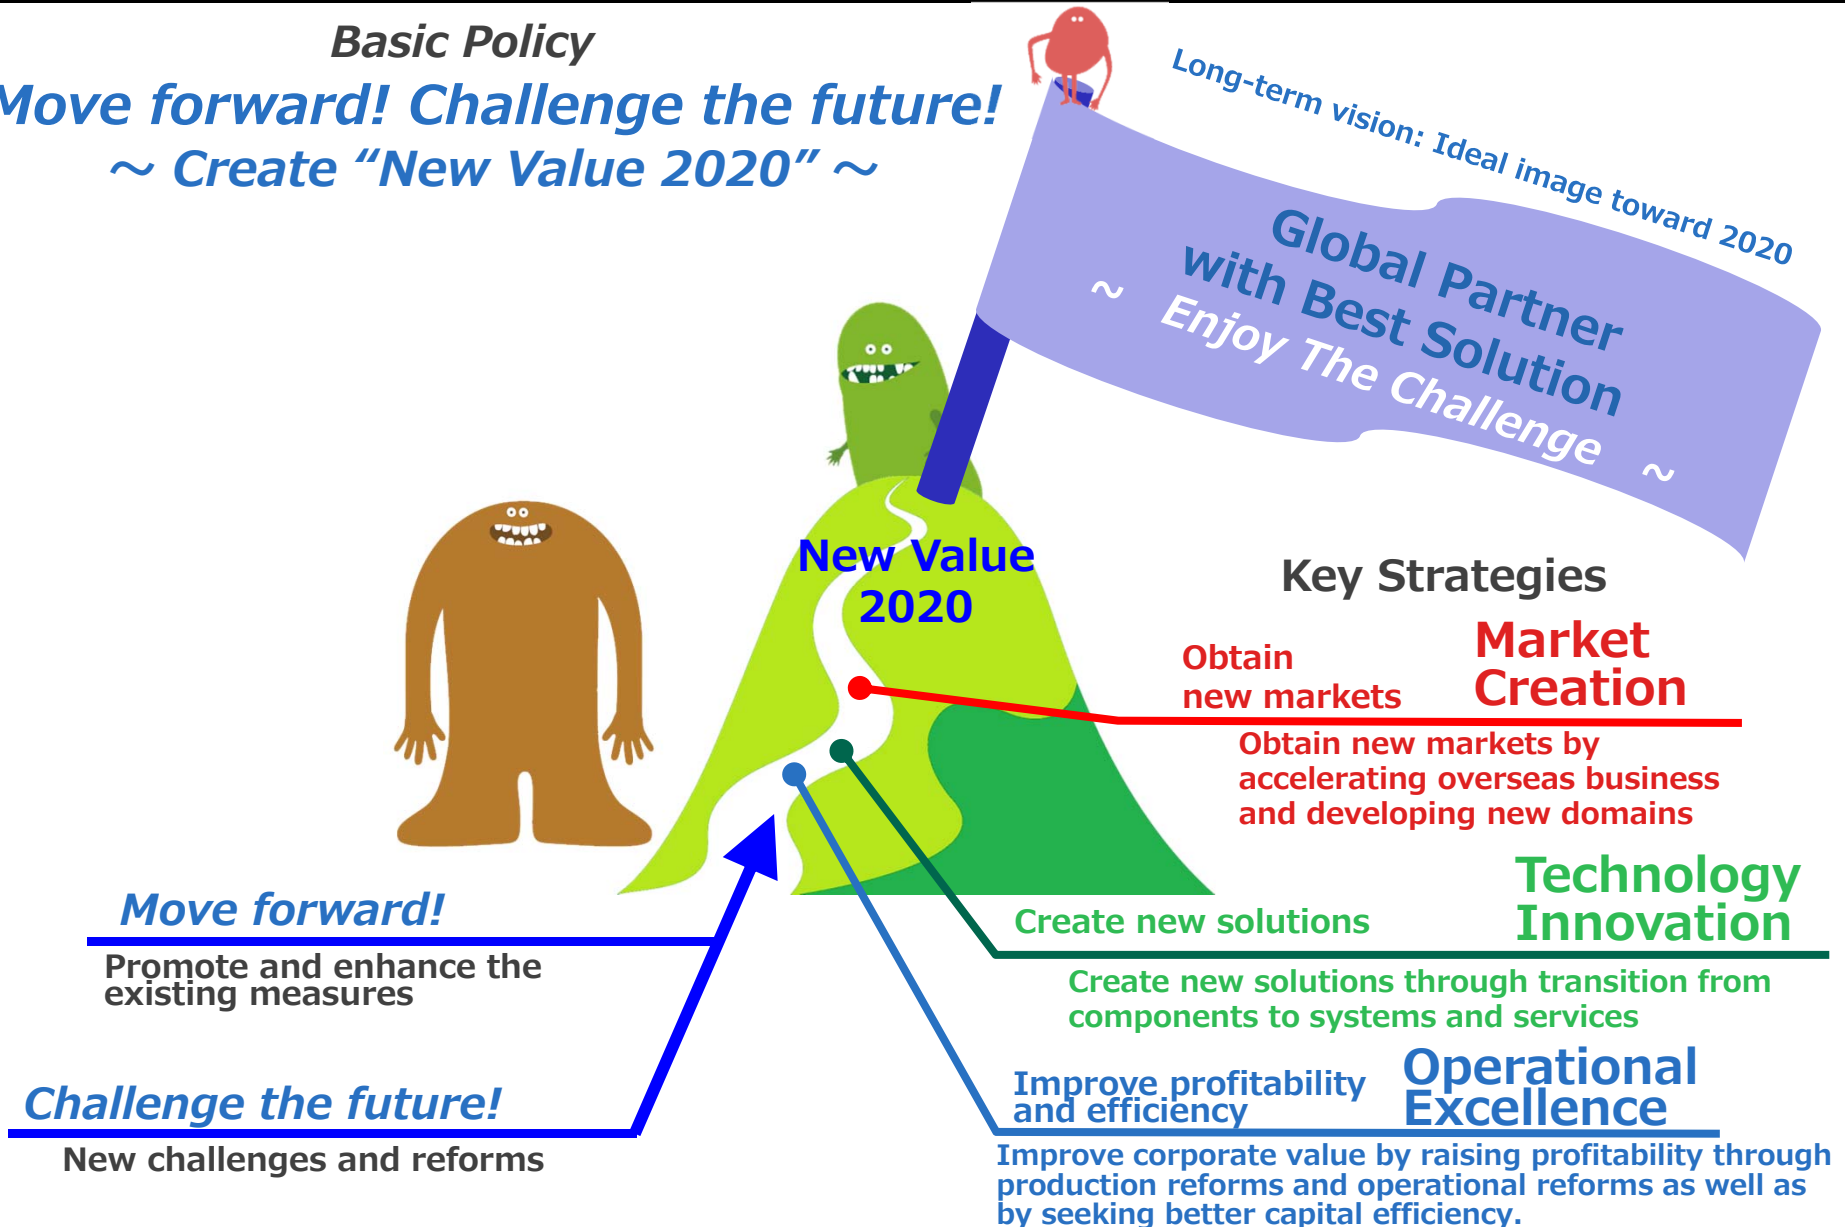 Basic Policy
Move forward! Challenge the future!
～ Create “New Value 2020” ～
Long-term vision: Ideal image toward 2020
Global Partner
with Best Solution
~ Enjoy The Challenge ~
New Value
2020
Key Strategies
Obtain
new markets
Market
Creation
Obtain new markets by
accelerating overseas business
and developing new domains
Create new solutions
Technology
Innovation
Create new solutions through transition from
components to systems and services
Improve profitability
and efficiency
Operational
Excellence
Improve corporate value by raising profitability through
production reforms and operational reforms as well as
by seeking better capital efficiency.
Move forward!
Promote and enhance the
existing measures
Challenge the future!
New challenges and reforms